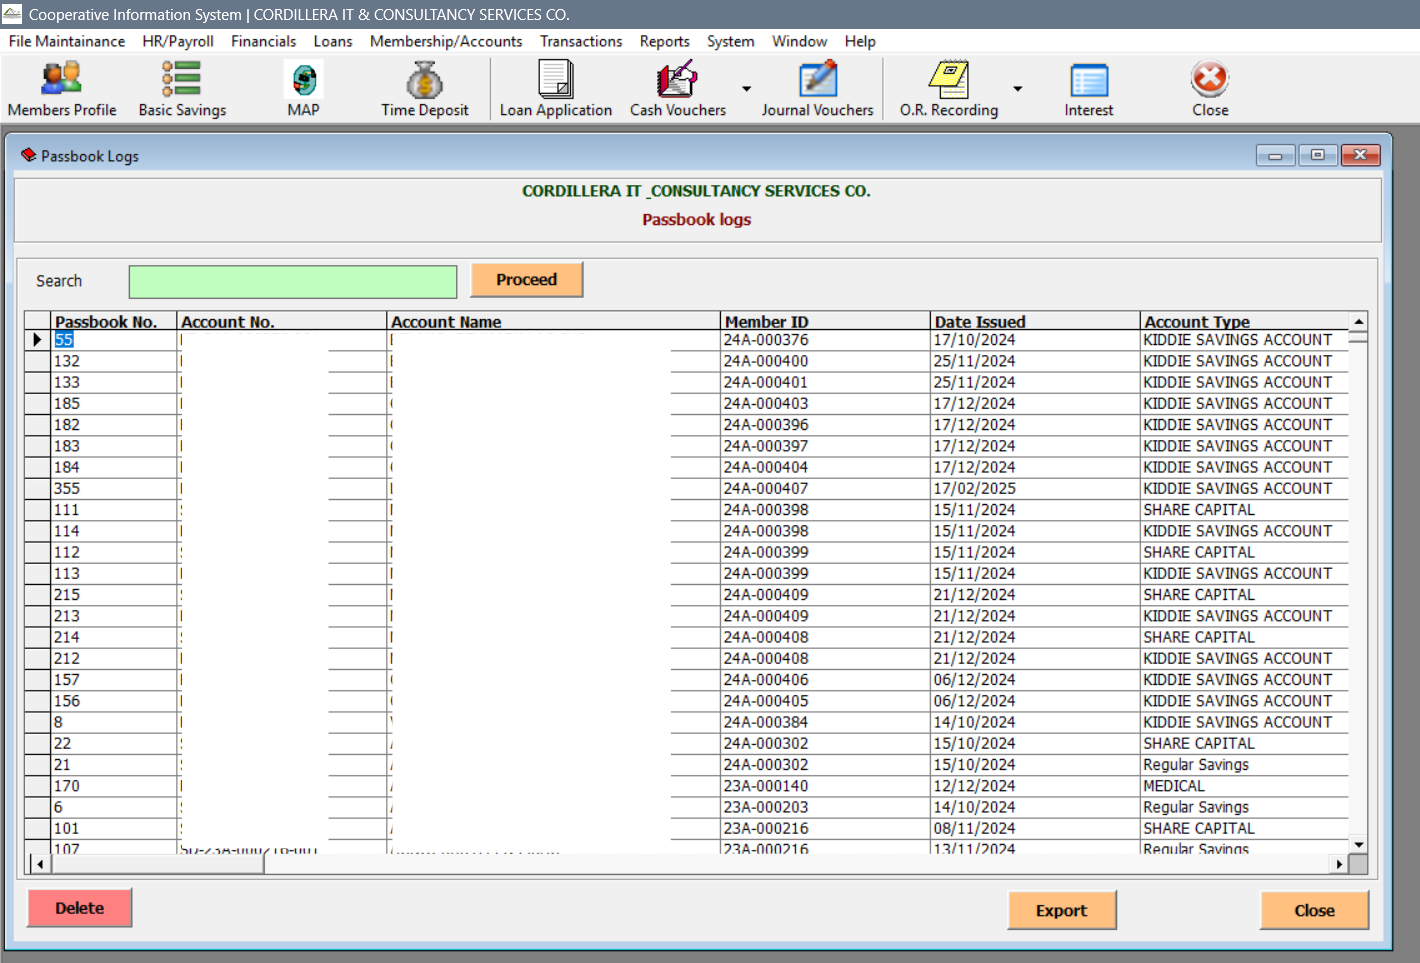 Cooperative Information System | CORDILLERA IT & CONSULTANCY SERVICES CO.
File Maintainance HR/Payroll Financials Loans Membership/Accounts Transactions Reports System Window Help
Members Profile Basic Savings MAP Time Deposit Loan Application Cash Vouchers Journal Vouchers O.R. Recording Interest Close
Passbook Logs
CORDILLERA IT _CONSULTANCY SERVICES CO.
Passbook logs
Search Proceed
Passbook No. Account No. Account Name Member ID Date Issued Account Type
55 24A-000376 17/10/2024 KIDDIE SAVINGS ACCOUNT
132 24A-000400 25/11/2024 KIDDIE SAVINGS ACCOUNT
133 24A-000401 25/11/2024 KIDDIE SAVINGS ACCOUNT
185 24A-000403 17/12/2024 KIDDIE SAVINGS ACCOUNT
182 24A-000396 17/12/2024 KIDDIE SAVINGS ACCOUNT
183 24A-000397 17/12/2024 KIDDIE SAVINGS ACCOUNT
184 24A-000404 17/12/2024 KIDDIE SAVINGS ACCOUNT
355 24A-000407 17/02/2025 KIDDIE SAVINGS ACCOUNT
111 24A-000398 15/11/2024 SHARE CAPITAL
114 24A-000398 15/11/2024 KIDDIE SAVINGS ACCOUNT
112 24A-000399 15/11/2024 SHARE CAPITAL
113 24A-000399 15/11/2024 KIDDIE SAVINGS ACCOUNT
215 24A-000409 21/12/2024 SHARE CAPITAL
213 24A-000409 21/12/2024 KIDDIE SAVINGS ACCOUNT
214 24A-000408 21/12/2024 SHARE CAPITAL
212 24A-000408 21/12/2024 KIDDIE SAVINGS ACCOUNT
157 24A-000406 06/12/2024 KIDDIE SAVINGS ACCOUNT
156 24A-000405 06/12/2024 KIDDIE SAVINGS ACCOUNT
8 24A-000384 14/10/2024 KIDDIE SAVINGS ACCOUNT
22 24A-000302 15/10/2024 SHARE CAPITAL
21 24A-000302 15/10/2024 Regular Savings
170 23A-000140 12/12/2024 MEDICAL
6 23A-000203 14/10/2024 Regular Savings
101 23A-000216 08/11/2024 SHARE CAPITAL
107 23A-000216 13/11/2024 Regular Savings
Delete Export Close